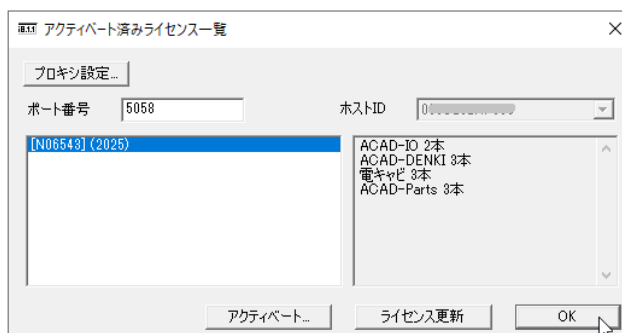 アクティベート済みライセンス一覧
プロキシ設定...
ポート番号 5058 ホストID
[N06543] (2025)
ACAD-IO 2本
ACAD-DENKI 3本
電キャビ 3本
ACAD-Parts 3本
アクティベート... ライセンス更新 OK